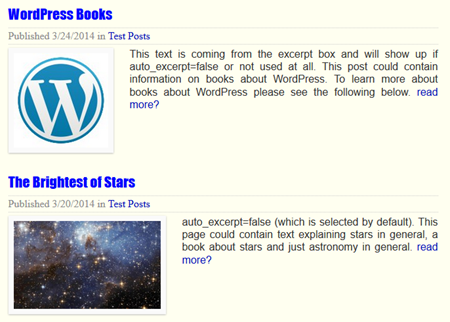 WordPress Books
Published 3/24/2014 in Test Posts
This text is coming from the excerpt box and will show up if
auto_excerpt=false or not used at all. This post could contain
information on books about WordPress. To learn more about
books about WordPress please see the following below. read
more?
W
The Brightest of Stars
Published 3/20/2014 in Test Posts
auto_excerpt=false (which is selected by default). This
page could contain text explaining stars in general, a
book about stars and just astronomy in general. read
more?